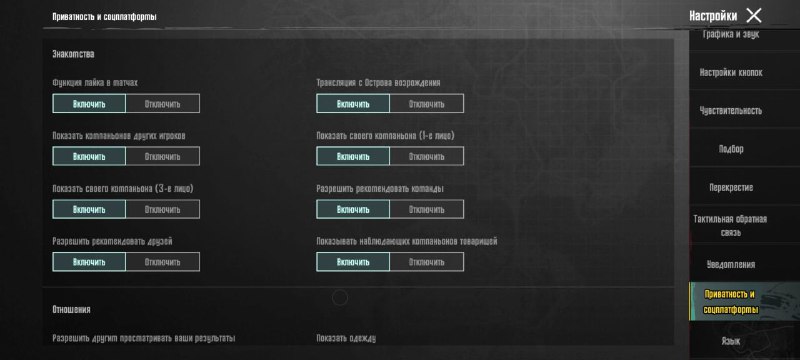 Приватность и соцплатформы
Настройки
Знакомства
Функция лайка в матчах
Трансляция с Острова возрождения
Включить Отключить
Включить Отключить
Показать компаньонов других игроков
Показать своего компаньона (1-е лицо)
Включить Отключить
Включить Отключить
Показать своего компаньона (3-е лицо)
Разрешить рекомендовать команды
Включить Отключить
Включить Отключить
Разрешить рекомендовать друзей
Показывать наблюдающих компаньонов товарищей
Включить Отключить
Включить Отключить
Отношения
Разрешить другим просматривать ваши результаты
Показать одежду
Графика и звук
Настройки кнопок
Чувствительность
Подбор
Перекрестие
Тактильная обратная
связь
Уведомления
Приватность и
соцплатформы
Язык